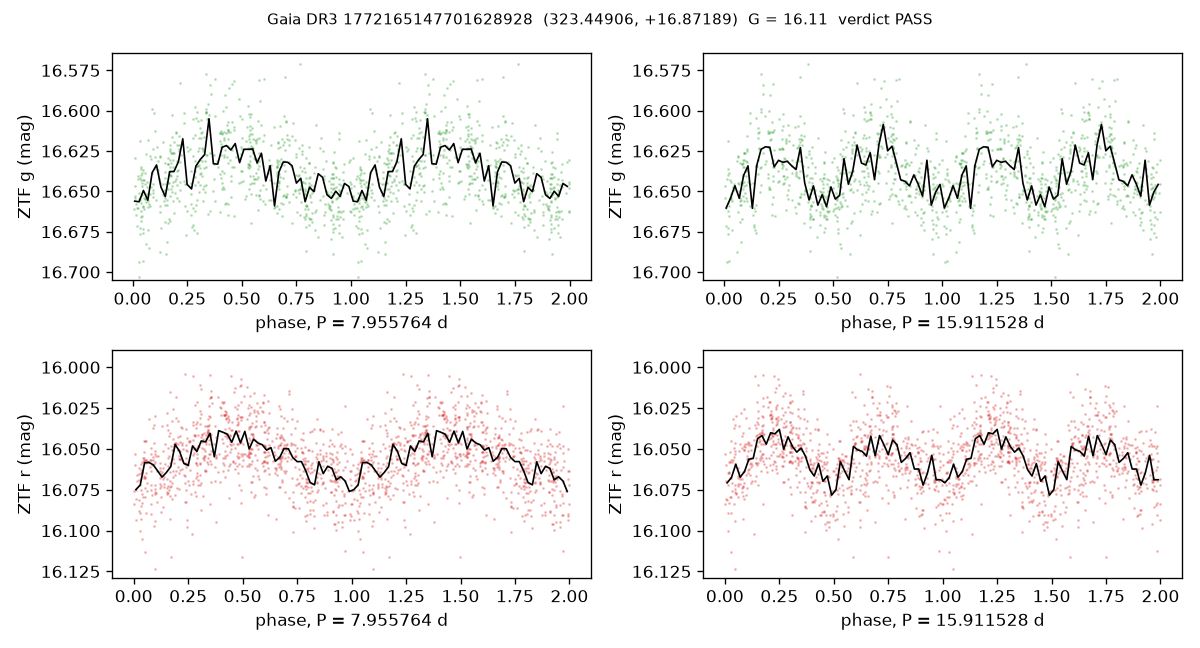 Gaia DR3 1772165147701628928 (323.44906, +16.87189) G = 16.11 verdict PASS
ZTF g (mag)
16.575
16.600
16.625
16.650
16.675
16.700
0.00 0.25 0.50 0.75 1.00 1.25 1.50 1.75 2.00
phase, P = 7.955764 d
ZTF g (mag)
16.575
16.600
16.625
16.650
16.675
16.700
0.00 0.25 0.50 0.75 1.00 1.25 1.50 1.75 2.00
phase, P = 15.911528 d
ZTF r (mag)
16.000
16.025
16.050
16.075
16.100
16.125
0.00 0.25 0.50 0.75 1.00 1.25 1.50 1.75 2.00
phase, P = 7.955764 d
ZTF r (mag)
16.000
16.025
16.050
16.075
16.100
16.125
0.00 0.25 0.50 0.75 1.00 1.25 1.50 1.75 2.00
phase, P = 15.911528 d